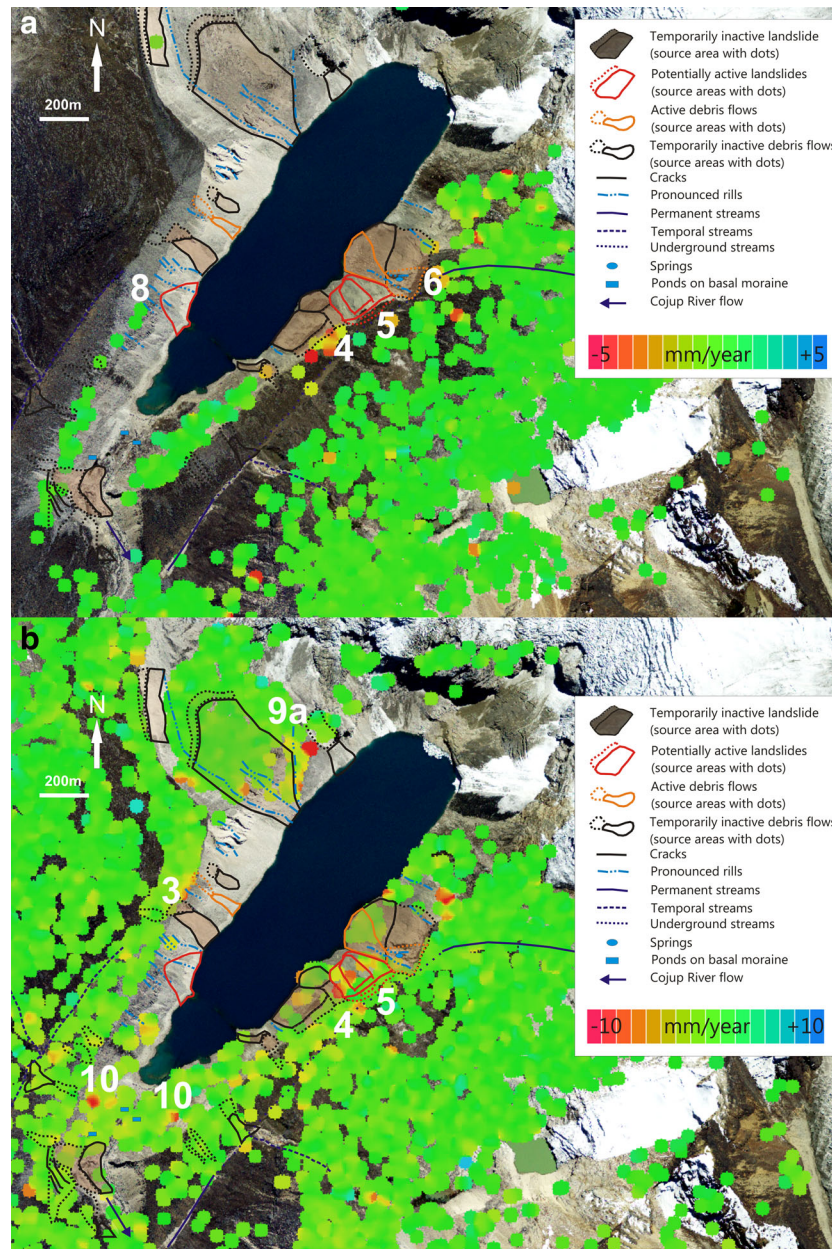 a
N
200m
Temporarily inactive landslide
(source area with dots)
Potentially active landslides
(source areas with dots)
Active debris flows
(source areas with dots)
Temporarily inactive debris flows
(source areas with dots)
Cracks
Pronounced rills
Permanent streams
Temporal streams
Underground streams
Springs
Ponds on basal moraine
Cojup River flow
-5 mm/year +5
8
6
5
4
b
N
200m
Temporarily inactive landslide
(source area with dots)
Potentially active landslides
(source areas with dots)
Active debris flows
(source areas with dots)
Temporarily inactive debris flows
(source areas with dots)
Cracks
Pronounced rills
Permanent streams
Temporal streams
Underground streams
Springs
Ponds on basal moraine
Cojup River flow
-10 mm/year +10
9a
3
5
4
10
10